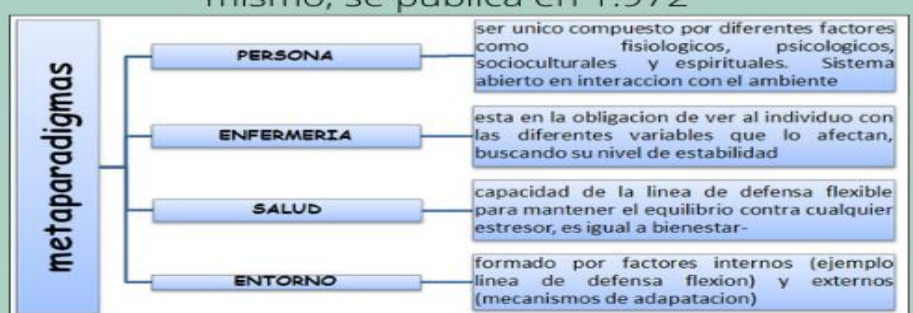 mismo, se publica en 1.972
metaparadigmas
PERSONA
ser unico compuesto por diferentes factores
como fisiologicos, psicologicos,
socioculturales y espirituales. Sistema
abierto en interaccion con el ambiente
ENFERMERIA
esta en la obligacion de ver al individuo con
las diferentes variables que lo afectan,
buscando su nivel de estabilidad
SALUD
capacidad de la linea de defensa flexible
para mantener el equilibrio contra cualquier
estresor, es igual a bienestar-
ENTORNO
formado por factores internos (ejemplo
linea de defensa flexion) y externos
(mecanismos de adapatacion)